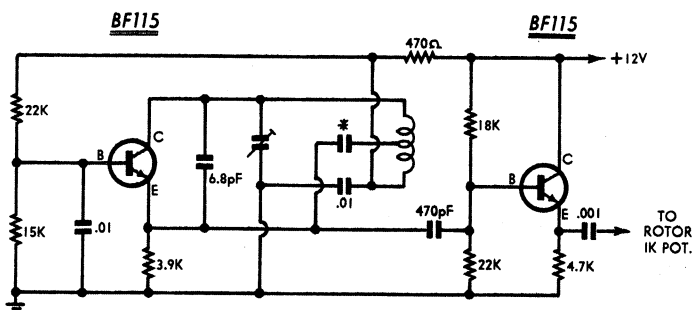 BF115
BF115
470Ω
+12V
22K
*
18K
C
B
6.8pF
C
B
E
.01
470pF
E
.001
TO
ROTOR
1K POT.
15K
.01
3.9K
22K
4.7K